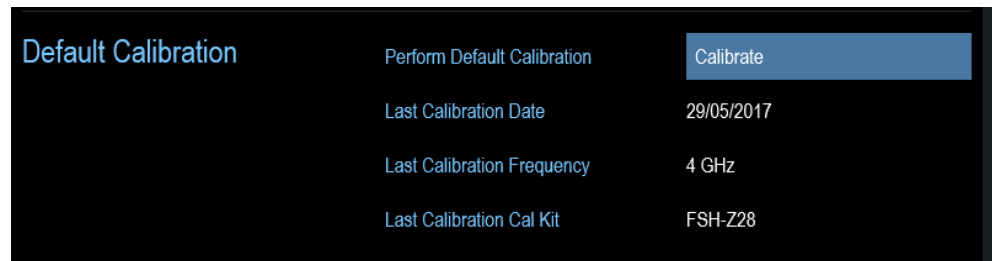 Default Calibration
Perform Default Calibration
Calibrate
Last Calibration Date
29/05/2017
Last Calibration Frequency
4 GHz
Last Calibration Cal Kit
FSH-Z28